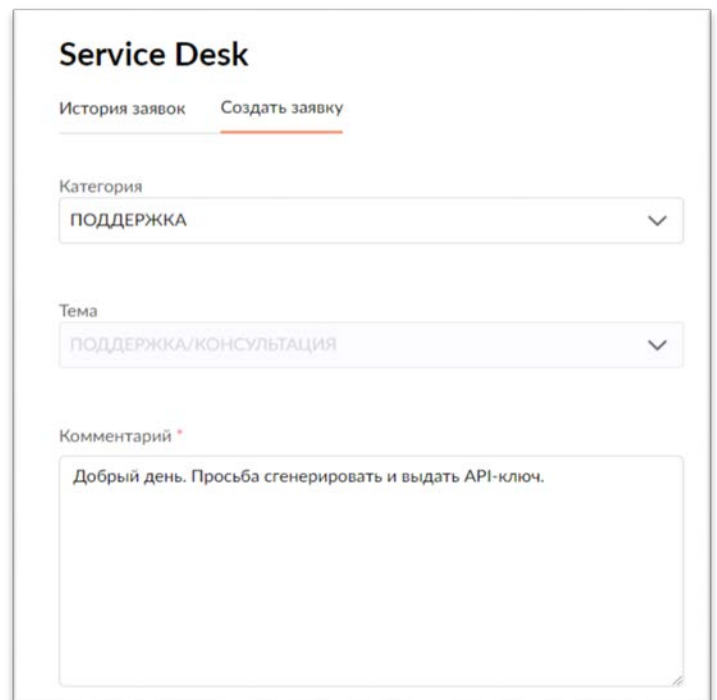 Service Desk
История заявок Создать заявку
Категория
ПОДДЕРЖКА
Тема
ПОДДЕРЖКА/КОНСУЛЬТАЦИЯ
Комментарий *
Добрый день. Просьба сгенерировать и выдать API-ключ.